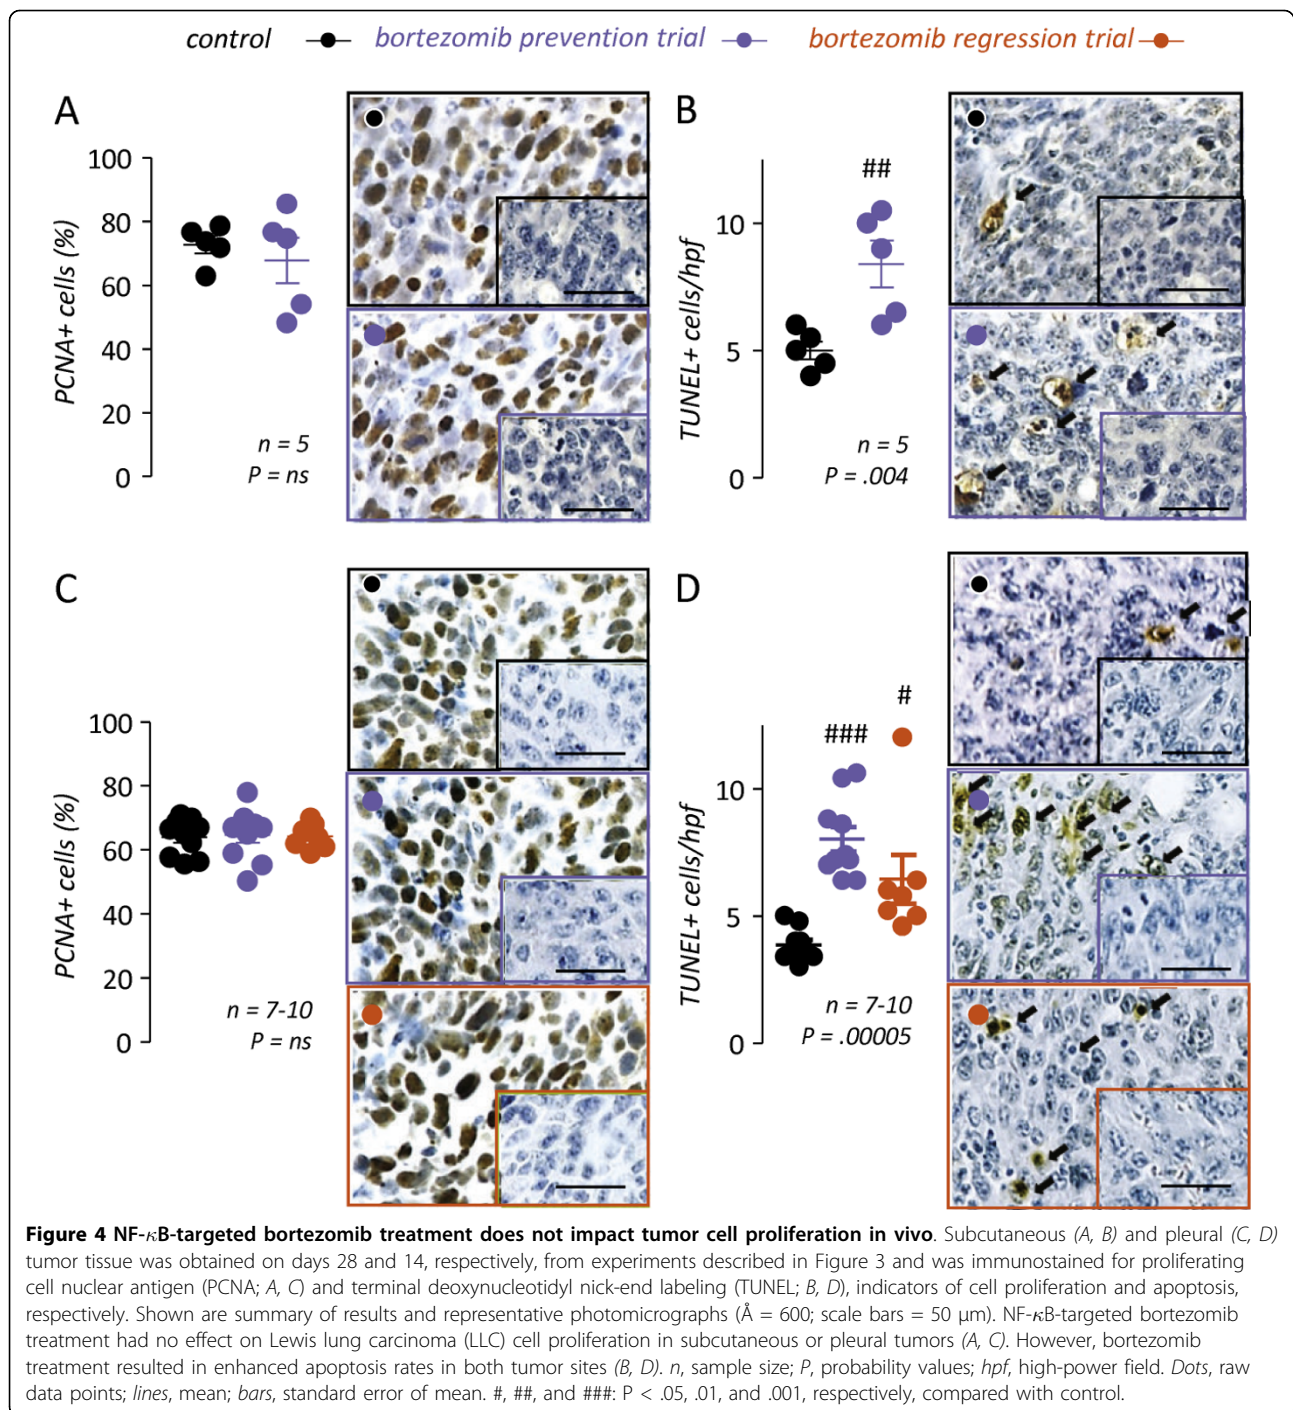 control bortezomib prevention trial bortezomib regression trial
A
100
80
60
40
20
0
PCNA+ cells (%)
n = 5
P = ns
B
##
10
5
0
TUNEL+ cells/hpf
n = 5
P = .004
C
100
80
60
40
20
0
PCNA+ cells (%)
n = 7-10
P = ns
D
#
###
10
5
0
TUNEL+ cells/hpf
n = 7-10
P = .00005
Figure 4 NF-κB-targeted bortezomib treatment does not impact tumor cell proliferation in vivo. Subcutaneous (A, B) and pleural (C, D)
tumor tissue was obtained on days 28 and 14, respectively, from experiments described in Figure 3 and was immunostained for proliferating
cell nuclear antigen (PCNA; A, C) and terminal deoxynucleotidyl nick-end labeling (TUNEL; B, D), indicators of cell proliferation and apoptosis,
respectively. Shown are summary of results and representative photomicrographs (Å = 600; scale bars = 50 μm). NF-κB-targeted bortezomib
treatment had no effect on Lewis lung carcinoma (LLC) cell proliferation in subcutaneous or pleural tumors (A, C). However, bortezomib
treatment resulted in enhanced apoptosis rates in both tumor sites (B, D). n, sample size; P, probability values; hpf, high-power field. Dots, raw
data points; lines, mean; bars, standard error of mean. #, ##, and ###: P < .05, .01, and .001, respectively, compared with control.